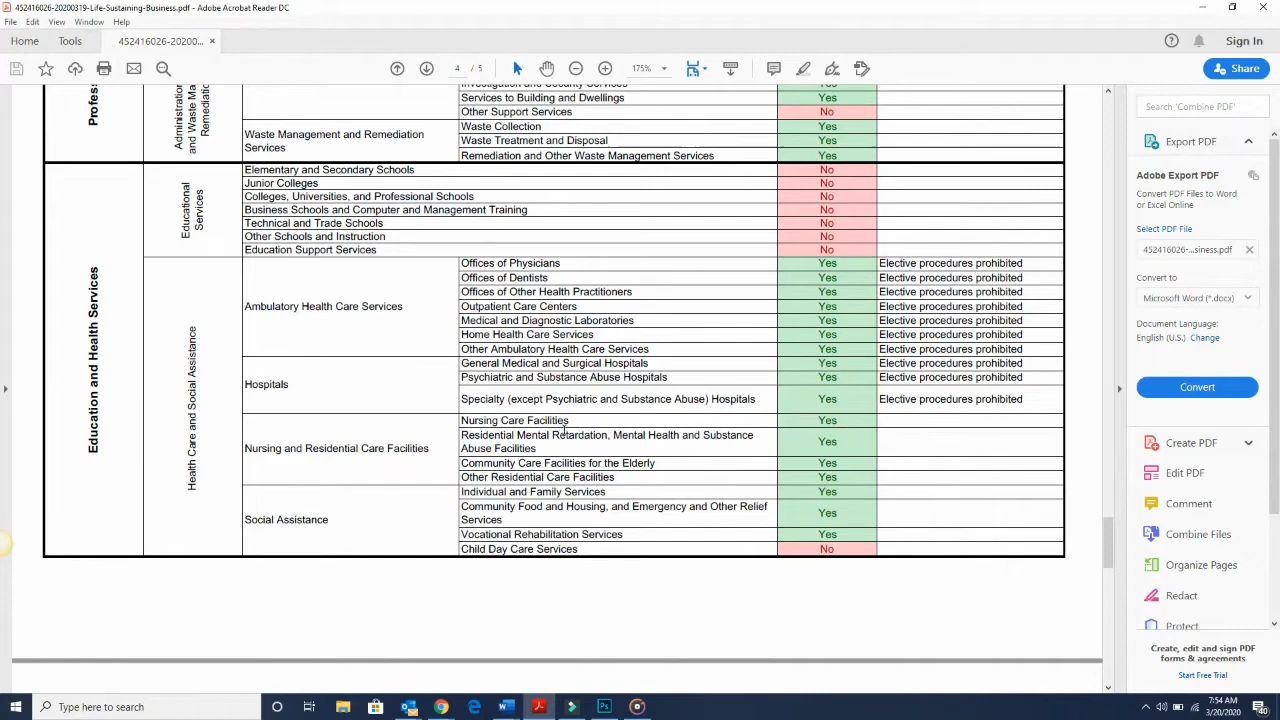 452416026-20200319-Life-Sustaining-Business.pdf - Adobe Acrobat Reader DC
File Edit View Window Help
Home Tools 452416026-20200... × Sign In
4 / 5 175% Share
Profes
Administration
and Waste Ma
Remediation
Investigation and Security Services
Services to Building and Dwellings Yes
Other Support Services No
Waste Management and Remediation
Services
Waste Collection Yes
Waste Treatment and Disposal Yes
Remediation and Other Waste Management Services Yes
Education and Health Services
Educational
Services
Elementary and Secondary Schools No
Junior Colleges No
Colleges, Universities, and Professional Schools No
Business Schools and Computer and Management Training No
Technical and Trade Schools No
Other Schools and Instruction No
Education Support Services No
Health Care and Social Assistance
Ambulatory Health Care Services
Offices of Physicians Yes Elective procedures prohibited
Offices of Dentists Yes Elective procedures prohibited
Offices of Other Health Practitioners Yes Elective procedures prohibited
Outpatient Care Centers Yes Elective procedures prohibited
Medical and Diagnostic Laboratories Yes Elective procedures prohibited
Home Health Care Services Yes Elective procedures prohibited
Other Ambulatory Health Care Services Yes Elective procedures prohibited
Hospitals
General Medical and Surgical Hospitals Yes Elective procedures prohibited
Psychiatric and Substance Abuse Hospitals Yes Elective procedures prohibited
Specialty (except Psychiatric and Substance Abuse) Hospitals Yes Elective procedures prohibited
Nursing and Residential Care Facilities
Nursing Care Facilities Yes
Residential Mental Retardation, Mental Health and Substance
Abuse Facilities Yes
Community Care Facilities for the Elderly Yes
Other Residential Care Facilities Yes
Social Assistance
Individual and Family Services Yes
Community Food and Housing, and Emergency and Other Relief
Services Yes
Vocational Rehabilitation Services Yes
Child Day Care Services No
Search 'Combine PDF'
Export PDF
Adobe Export PDF
Convert PDF Files to Word
or Excel Online
Select PDF File
452416026-...siness.pdf ×
Convert to
Microsoft Word (*.docx)
Document Language:
English (U.S.) Change
Convert
Create PDF
Edit PDF
Comment
Combine Files
Organize Pages
Redact
Protect
Create, edit and sign PDF
forms & agreements
Start Free Trial
Type here to search
7:54 AM
3/20/2020
40